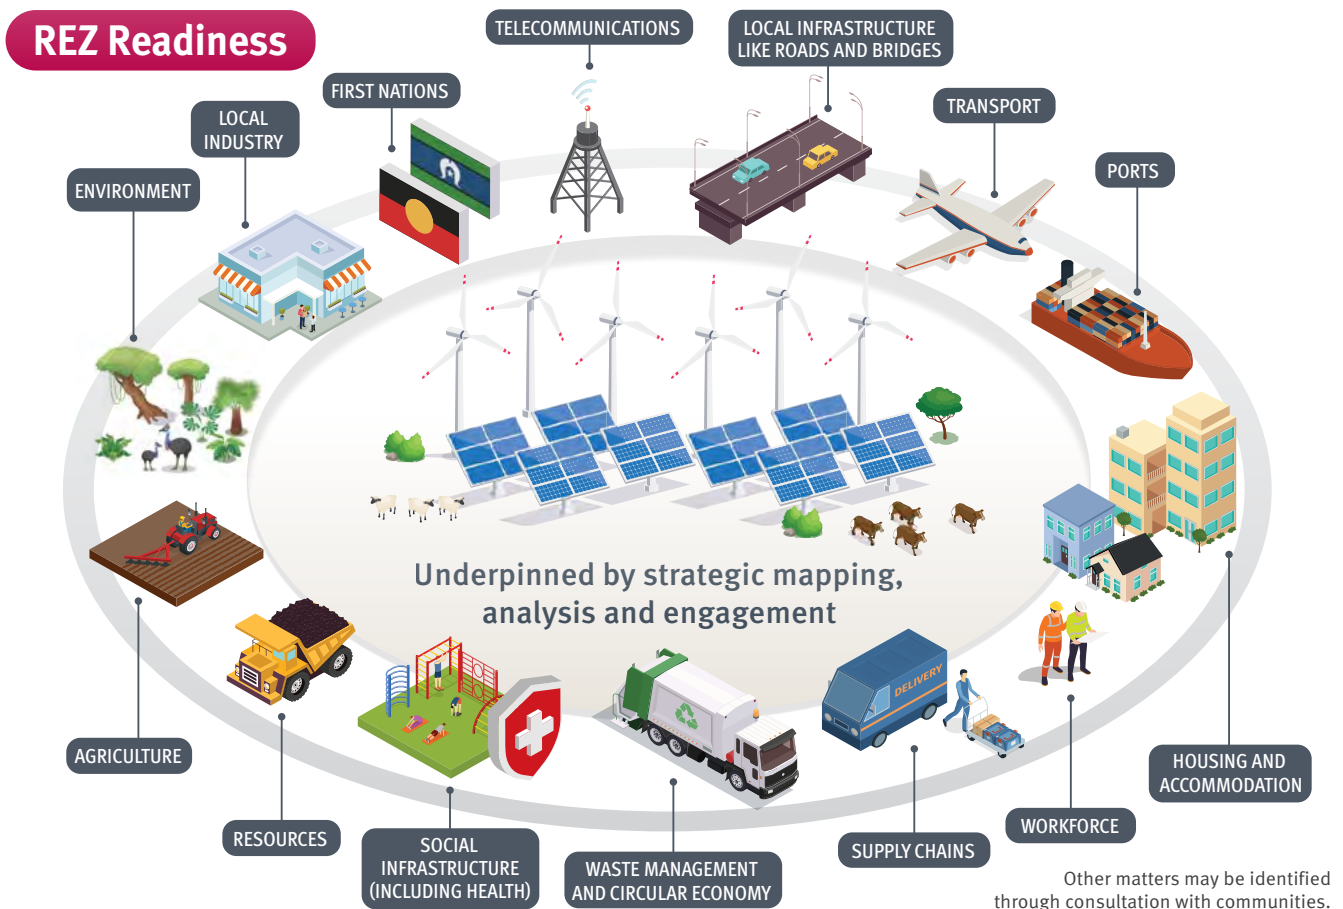 REZ Readiness
TELECOMMUNICATIONS
LOCAL INFRASTRUCTURE
LIKE ROADS AND BRIDGES
FIRST NATIONS
TRANSPORT
LOCAL
INDUSTRY
PORTS
ENVIRONMENT
Underpinned by strategic mapping,
analysis and engagement
DELIVERY
AGRICULTURE
HOUSING AND
ACCOMMODATION
RESOURCES
WORKFORCE
SOCIAL
INFRASTRUCTURE
(INCLUDING HEALTH)
WASTE MANAGEMENT
AND CIRCULAR ECONOMY
SUPPLY CHAINS
Other matters may be identified
through consultation with communities.